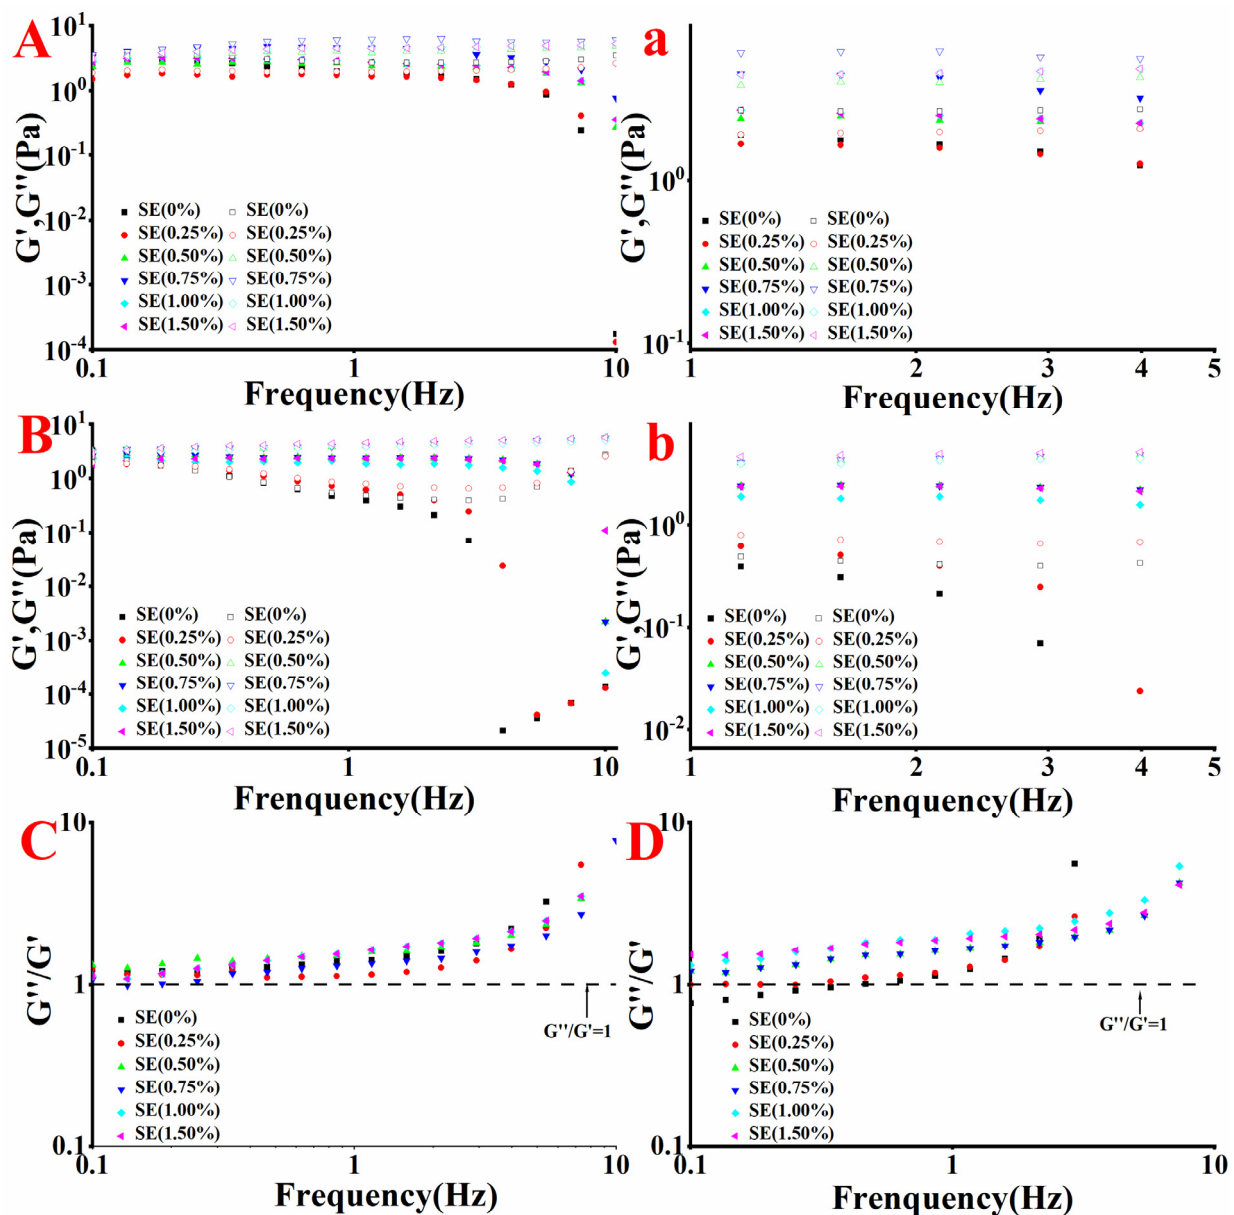 A
G',G''(Pa)
10^1
10^0
10^-1
10^-2
10^-3
10^-4
SE(0%) SE(0%)
SE(0.25%) SE(0.25%)
SE(0.50%) SE(0.50%)
SE(0.75%) SE(0.75%)
SE(1.00%) SE(1.00%)
SE(1.50%) SE(1.50%)
0.1 1 10
Frequency(Hz)
a
G',G''(Pa)
10^0
10^-1
SE(0%) SE(0%)
SE(0.25%) SE(0.25%)
SE(0.50%) SE(0.50%)
SE(0.75%) SE(0.75%)
SE(1.00%) SE(1.00%)
SE(1.50%) SE(1.50%)
1 2 3 4 5
Frequency(Hz)
B
G',G''(Pa)
10^1
10^0
10^-1
10^-2
10^-3
10^-4
10^-5
SE(0%) SE(0%)
SE(0.25%) SE(0.25%)
SE(0.50%) SE(0.50%)
SE(0.75%) SE(0.75%)
SE(1.00%) SE(1.00%)
SE(1.50%) SE(1.50%)
0.1 1 10
Frenquency(Hz)
b
G',G''(Pa)
10^0
10^-1
10^-2
SE(0%) SE(0%)
SE(0.25%) SE(0.25%)
SE(0.50%) SE(0.50%)
SE(0.75%) SE(0.75%)
SE(1.00%) SE(1.00%)
SE(1.50%) SE(1.50%)
1 2 3 4 5
Frenquency(Hz)
C
G''/G'
10
1
0.1
G''/G'=1
SE(0%)
SE(0.25%)
SE(0.50%)
SE(0.75%)
SE(1.00%)
SE(1.50%)
0.1 1 10
Frequency(Hz)
D
G''/G'
10
1
0.1
G''/G'=1
SE(0%)
SE(0.25%)
SE(0.50%)
SE(0.75%)
SE(1.00%)
SE(1.50%)
0.1 1 10
Frenquency(Hz)